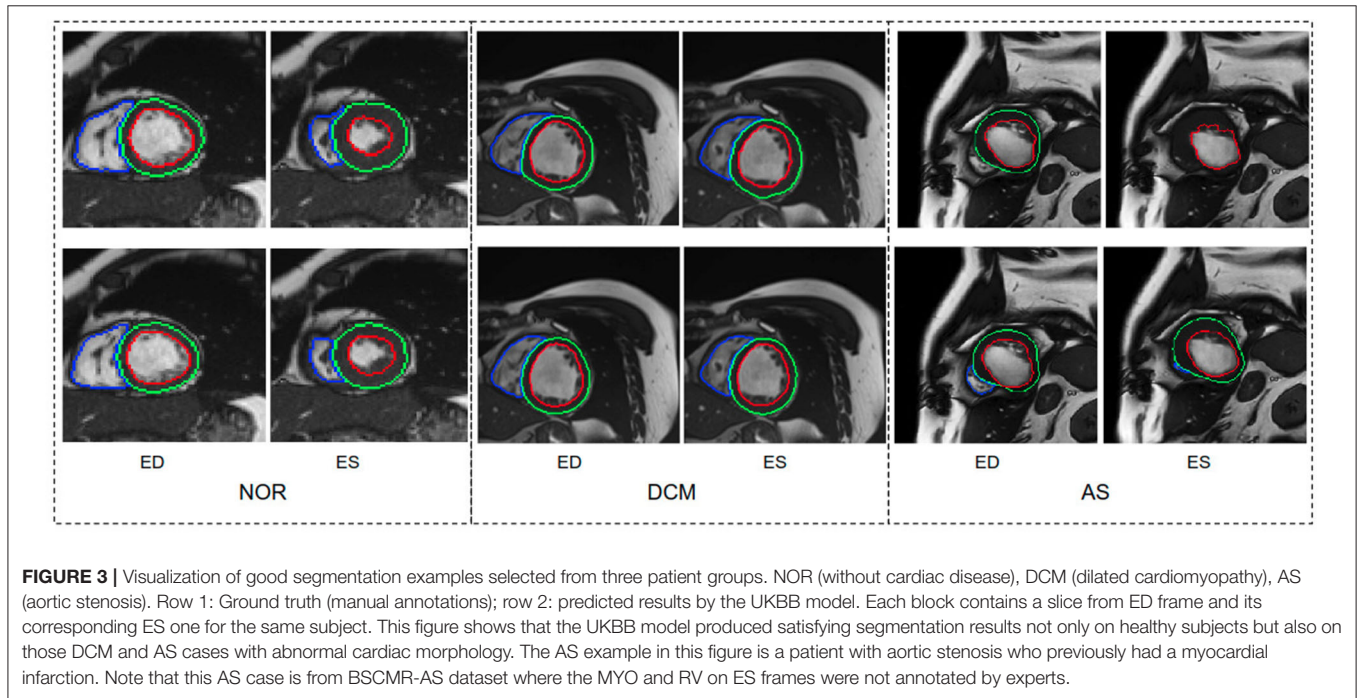 ED ES ED ES ED ES
NOR DCM AS
FIGURE 3 | Visualization of good segmentation examples selected from three patient groups. NOR (without cardiac disease), DCM (dilated cardiomyopathy), AS
(aortic stenosis). Row 1: Ground truth (manual annotations); row 2: predicted results by the UKBB model. Each block contains a slice from ED frame and its
corresponding ES one for the same subject. This figure shows that the UKBB model produced satisfying segmentation results not only on healthy subjects but also on
those DCM and AS cases with abnormal cardiac morphology. The AS example in this figure is a patient with aortic stenosis who previously had a myocardial
infarction. Note that this AS case is from BSCMR-AS dataset where the MYO and RV on ES frames were not annotated by experts.